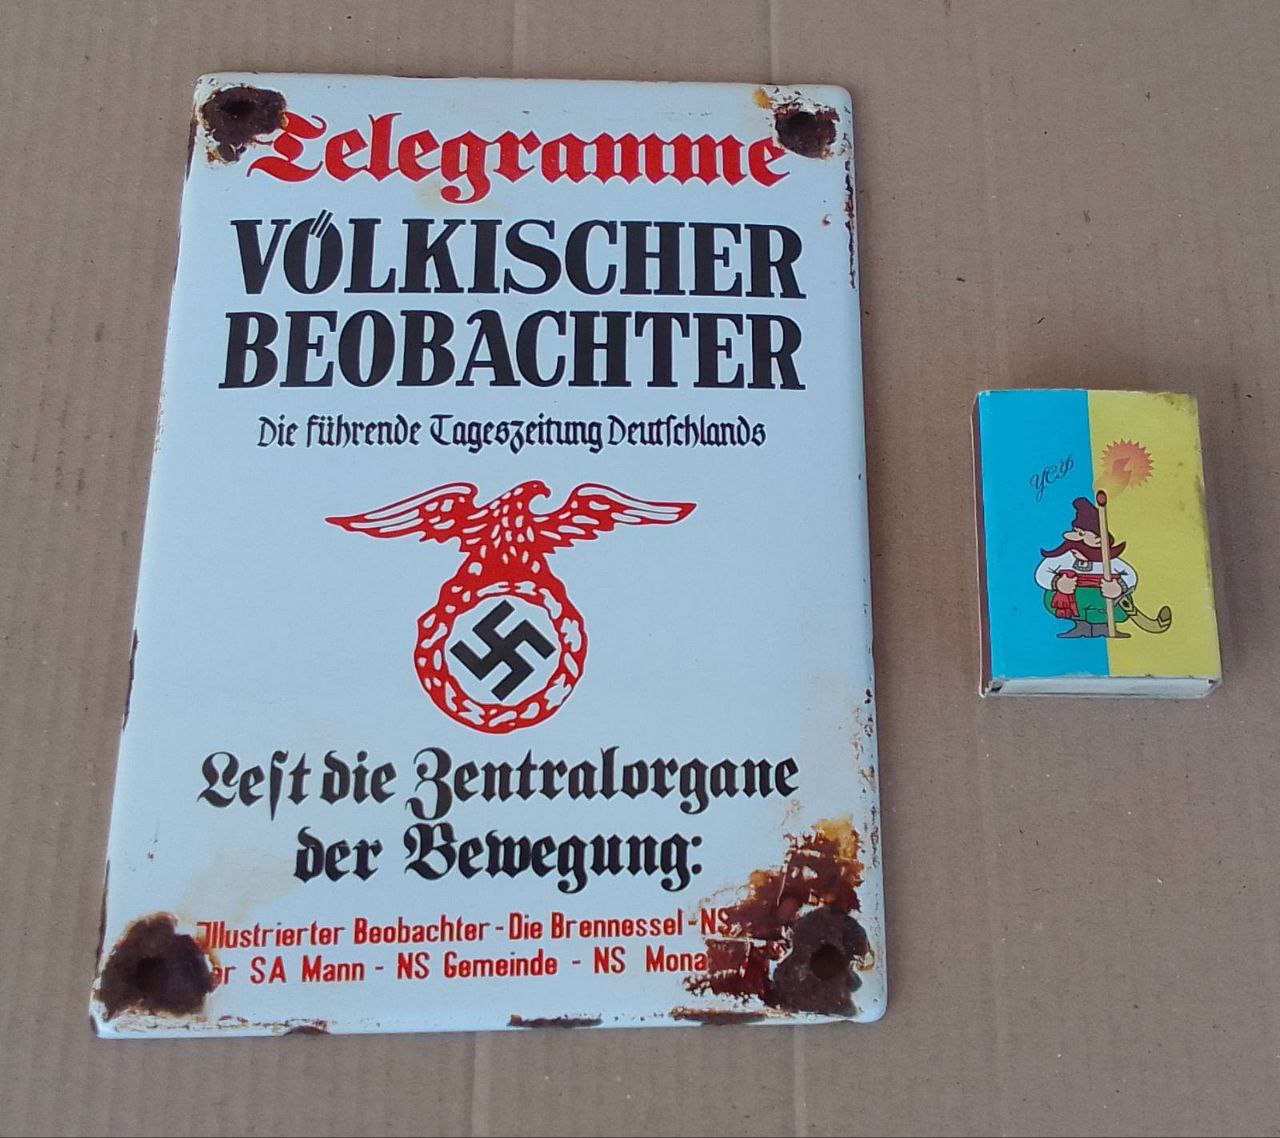 Telegramme
VÖLKISCHER
BEOBACHTER
Die führende Tageszeitung Deutschlands
Lest die Zentralorgane
der Bewegung:
Illustrierter Beobachter - Die Brennessel - NS
SA Mann - NS Gemeinde - NS
УСФ